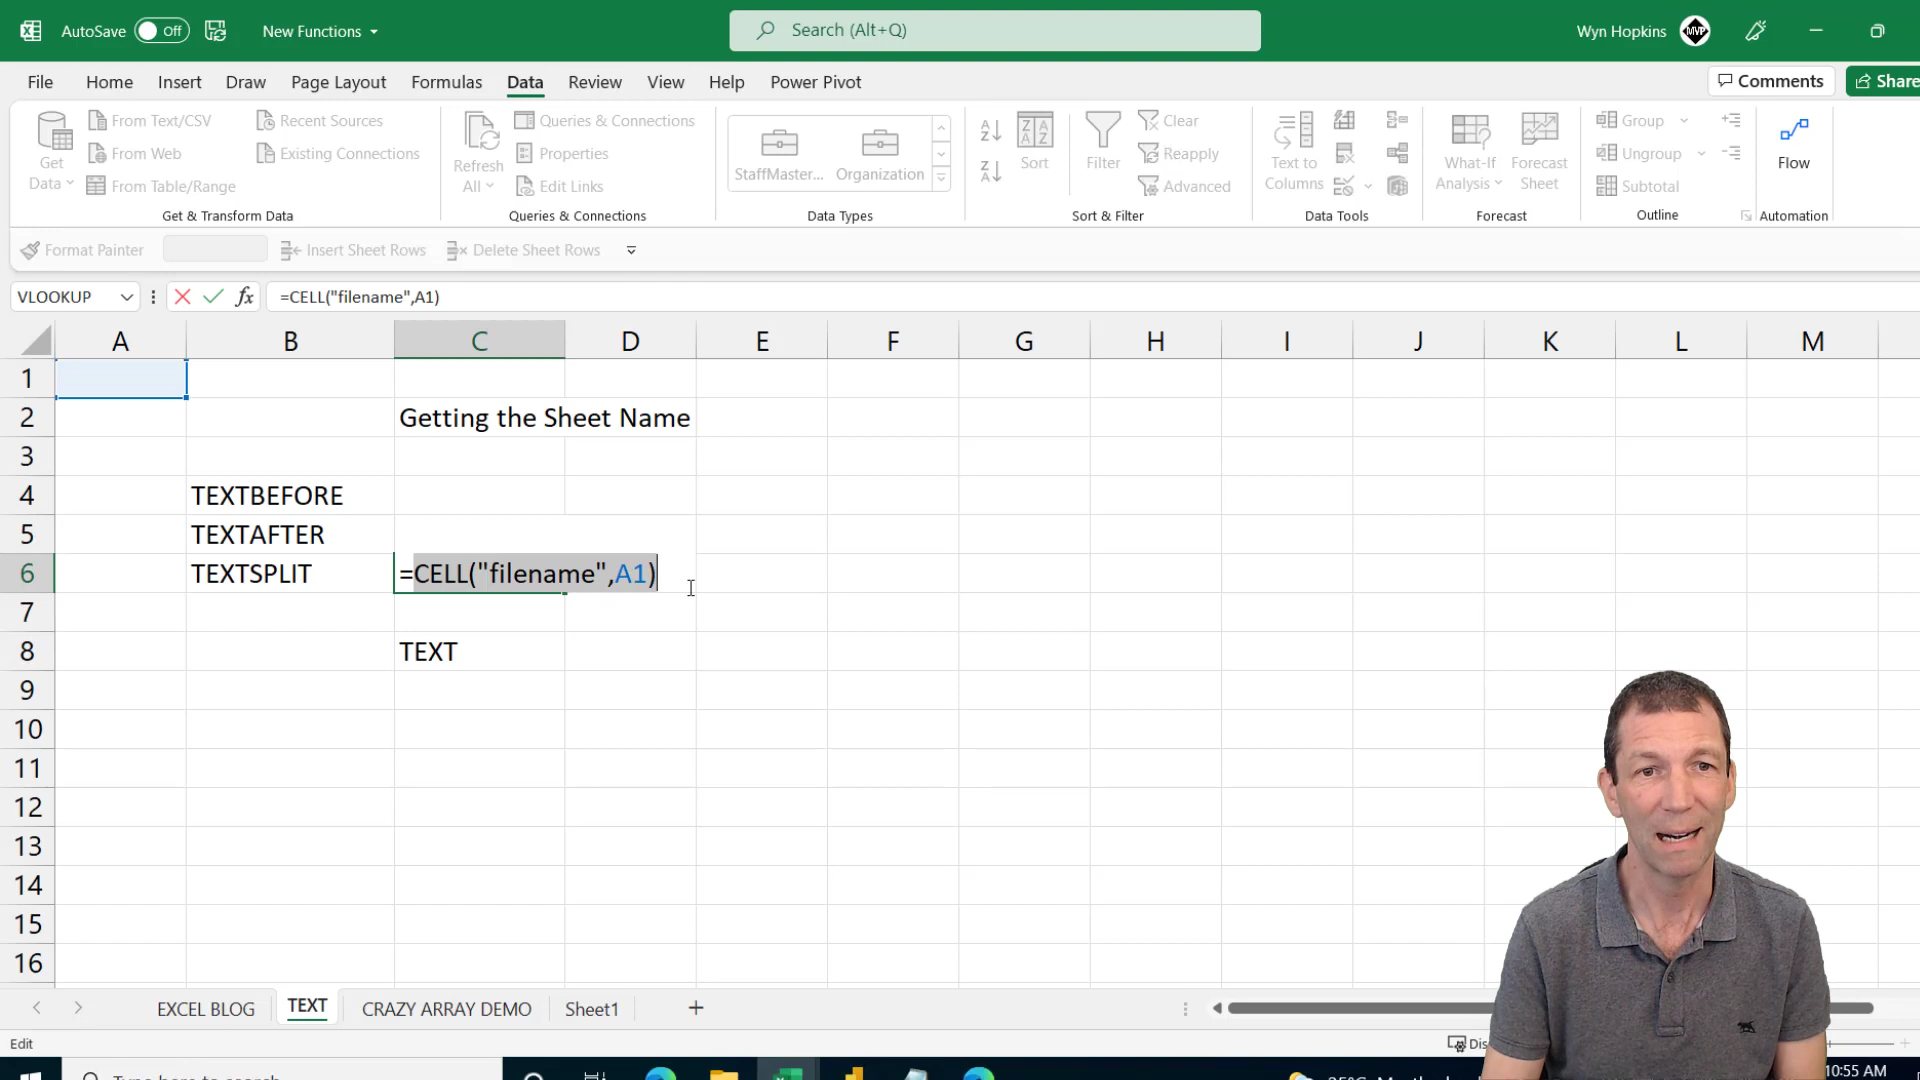 AutoSave Off New Functions Search (Alt+Q) Wyn Hopkins MVP
File Home Insert Draw Page Layout Formulas Data Review View Help Power Pivot Comments Share
Get Data
From Text/CSV
From Web
From Table/Range
Recent Sources
Existing Connections
Get & Transform Data
Refresh All
Queries & Connections
Properties
Edit Links
Queries & Connections
StaffMaster... Organization
Data Types
Sort
Filter
Clear
Reapply
Advanced
Sort & Filter
Text to Columns
Data Tools
What-If Analysis
Forecast Sheet
Forecast
Group
Ungroup
Subtotal
Outline
Flow
Automation
Format Painter Insert Sheet Rows Delete Sheet Rows
VLOOKUP fx =CELL("filename",A1)
A B C D E F G H I J K L M
1
2 Getting the Sheet Name
3
4 TEXTBEFORE
5 TEXTAFTER
6 TEXTSPLIT =CELL("filename",A1)
7
8 TEXT
9
10
11
12
13
14
15
16
EXCEL BLOG TEXT CRAZY ARRAY DEMO Sheet1
Edit
Type here to search 10:55 AM